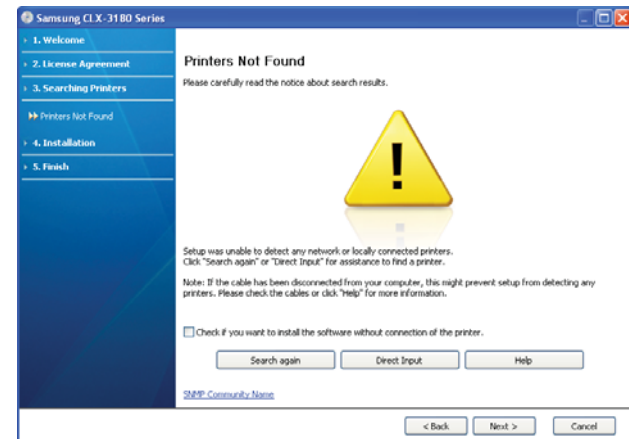 Samsung CLX-3180 Series
1. Welcome
2. License Agreement
3. Searching Printers
Printers Not Found
4. Installation
5. Finish
Printers Not Found
Please carefully read the notice about search results.
!
Setup was unable to detect any network or locally connected printers.
Click "Search again" or "Direct Input" for assistance to find a printer.
Note: If the cable has been disconnected from your computer, this might prevent setup from detecting any
printers. Please check the cables or click "Help" for more information.
Check if you want to install the software without connection of the printer.
Search again
Direct Input
Help
SNMP Community Name
< Back
Next >
Cancel